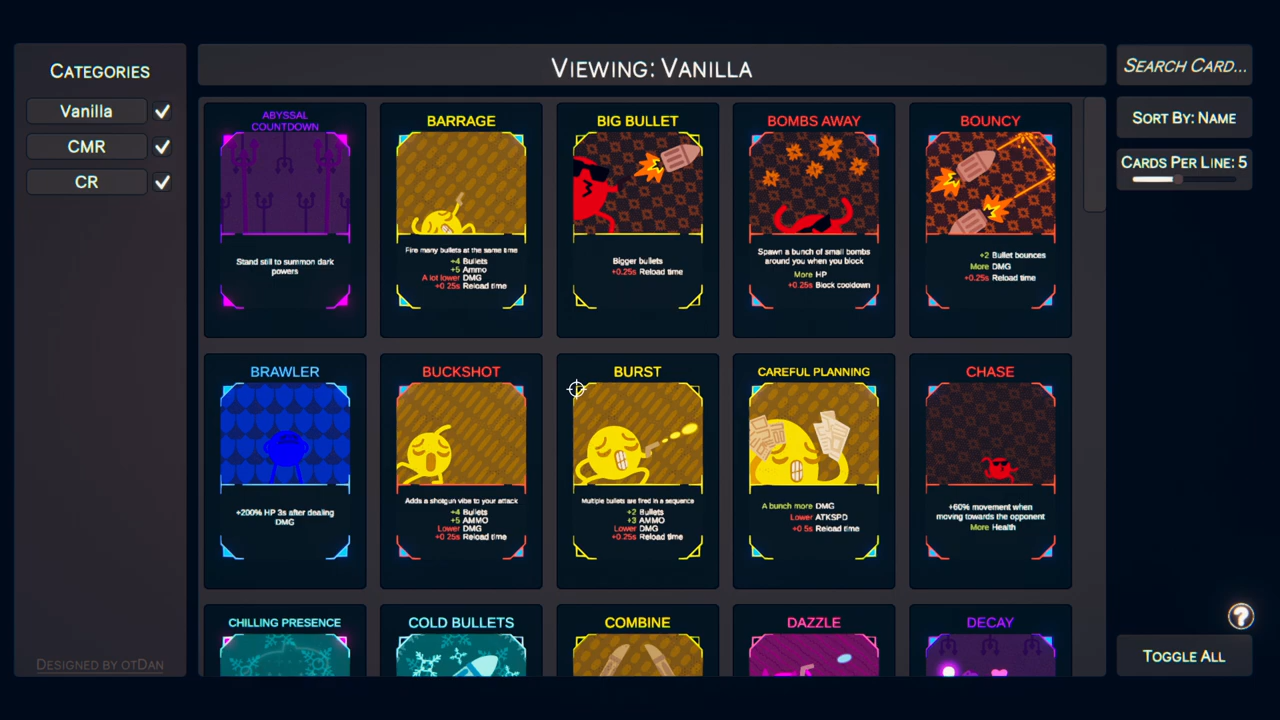 CATEGORIES
Vanilla
CMR
CR
DESIGNED BY OTDAN
VIEWING: VANILLA
ABYSSAL
COUNTDOWN
Stand still to summon dark
powers
BARRAGE
Fire many bullets at the same time
+4 Bullets
+5 Ammo
A lot lower DMG
+0.25s Reload time
BIG BULLET
Bigger bullets
+0.25s Reload time
BOMBS AWAY
Spawn a bunch of small bombs
around you when you block
More HP
+0.25s Block cooldown
BOUNCY
+2 Bullet bounces
More DMG
+0.25s Reload time
BRAWLER
+200% HP 3s after dealing
DMG
BUCKSHOT
Adds a shotgun vibe to your attack
+4 Bullets
+5 AMMO
Lower DMG
+0.25s Reload time
BURST
Multiple bullets are fired in a sequence
+2 Bullets
+3 AMMO
Lower DMG
+0.25s Reload time
CAREFUL PLANNING
A bunch more DMG
Lower ATKSPD
+0.5s Reload time
CHASE
+60% movement when
moving towards the opponent
More Health
CHILLING PRESENCE
COLD BULLETS
COMBINE
DAZZLE
DECAY
SEARCH CARD...
SORT BY: NAME
CARDS PER LINE: 5
?
TOGGLE ALL